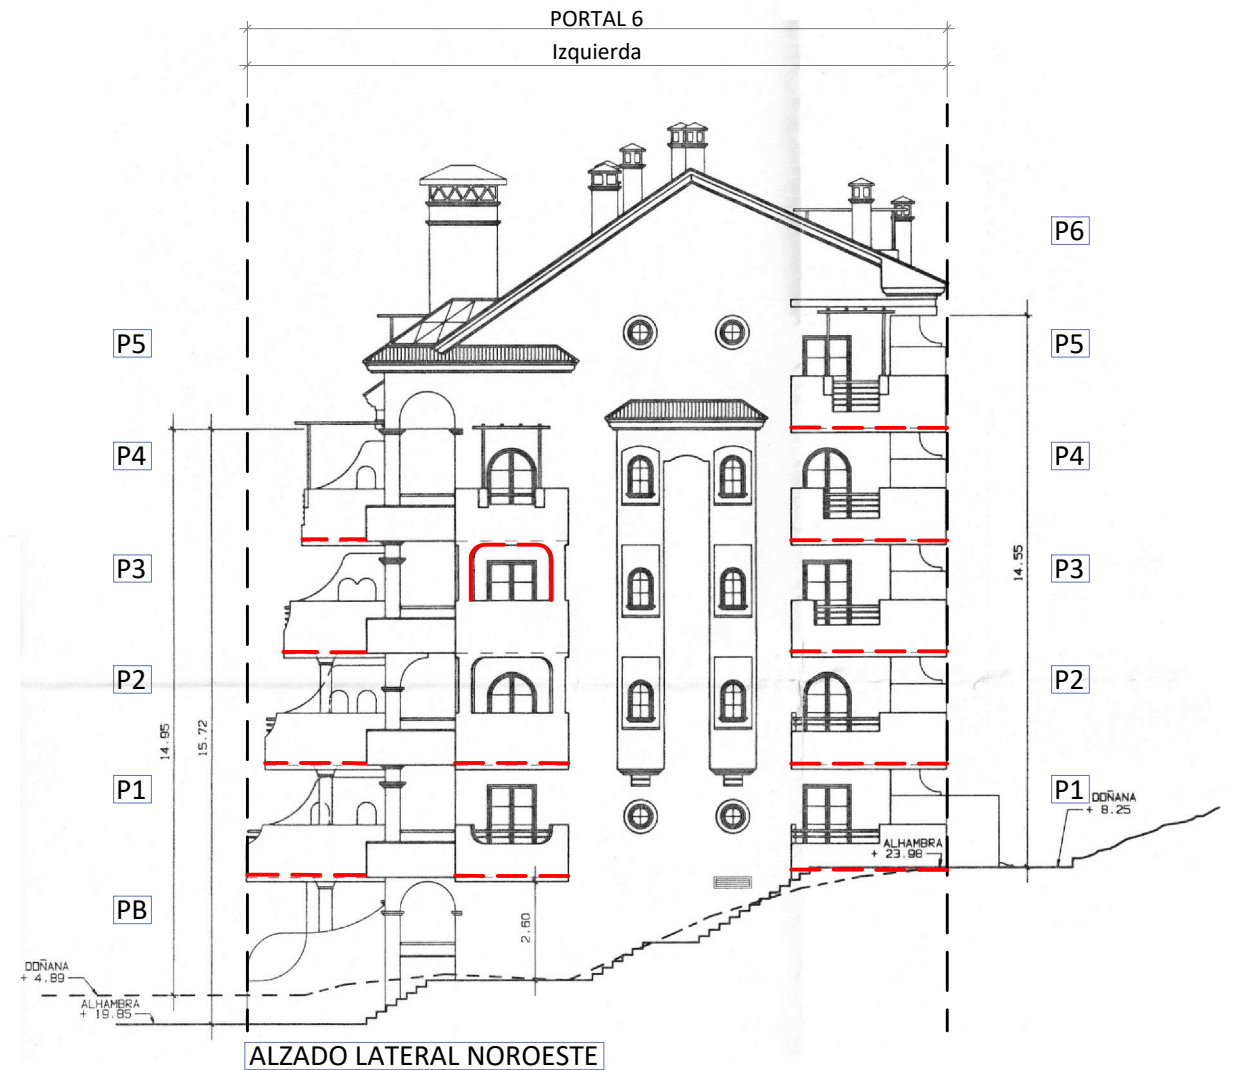 PORTAL 6
Izquierda
P6
P5
P5
P4
P4
P3
P3
14.55
P2
P2
14.95
15.72
P1
P1
DOÑANA
+ 8.25
ALHAMBRA
+ 23.98
PB
2.60
DOÑANA
+ 4.89
ALHAMBRA
+ 19.85
ALZADO LATERAL NOROESTE